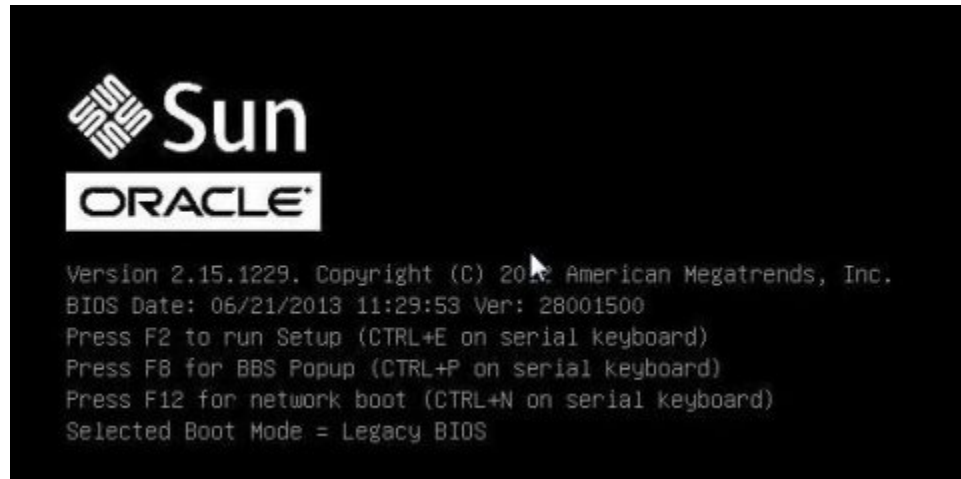 Sun
ORACLE
Version 2.15.1229. Copyright (C) American Megatrends, Inc.
BIOS Date: 06/21/2013 11:29:53 Ver: 28001500
Press F2 to run Setup (CTRL+E on serial keyboard)
Press F8 for BBS Popup (CTRL+P on serial keyboard)
Press F12 for network boot (CTRL+N on serial keyboard)
Selected Boot Mode = Legacy BIOS